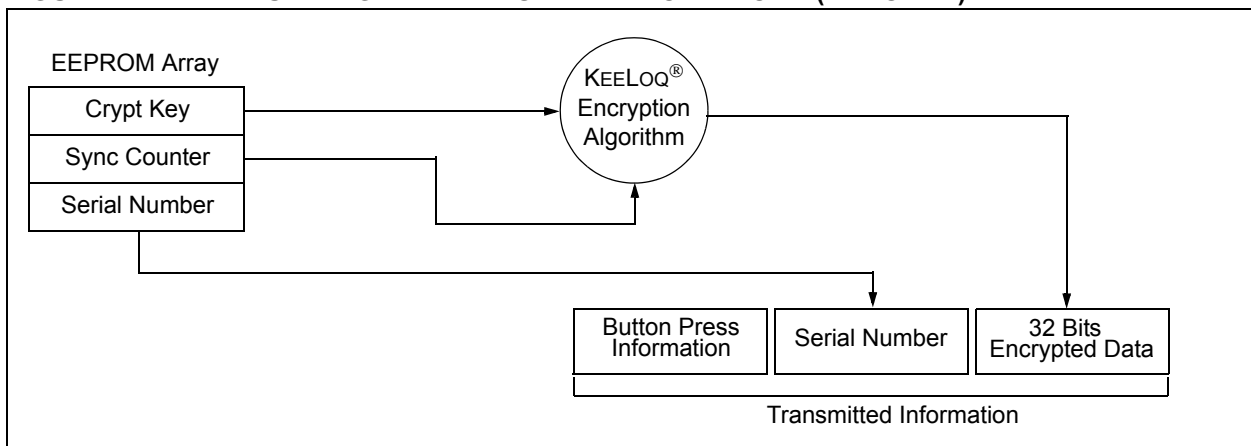 EEPROM Array
Crypt Key
Sync Counter
Serial Number
KEELOQ®
Encryption
Algorithm
Button Press
Information
Serial Number
32 Bits
Encrypted Data
Transmitted Information